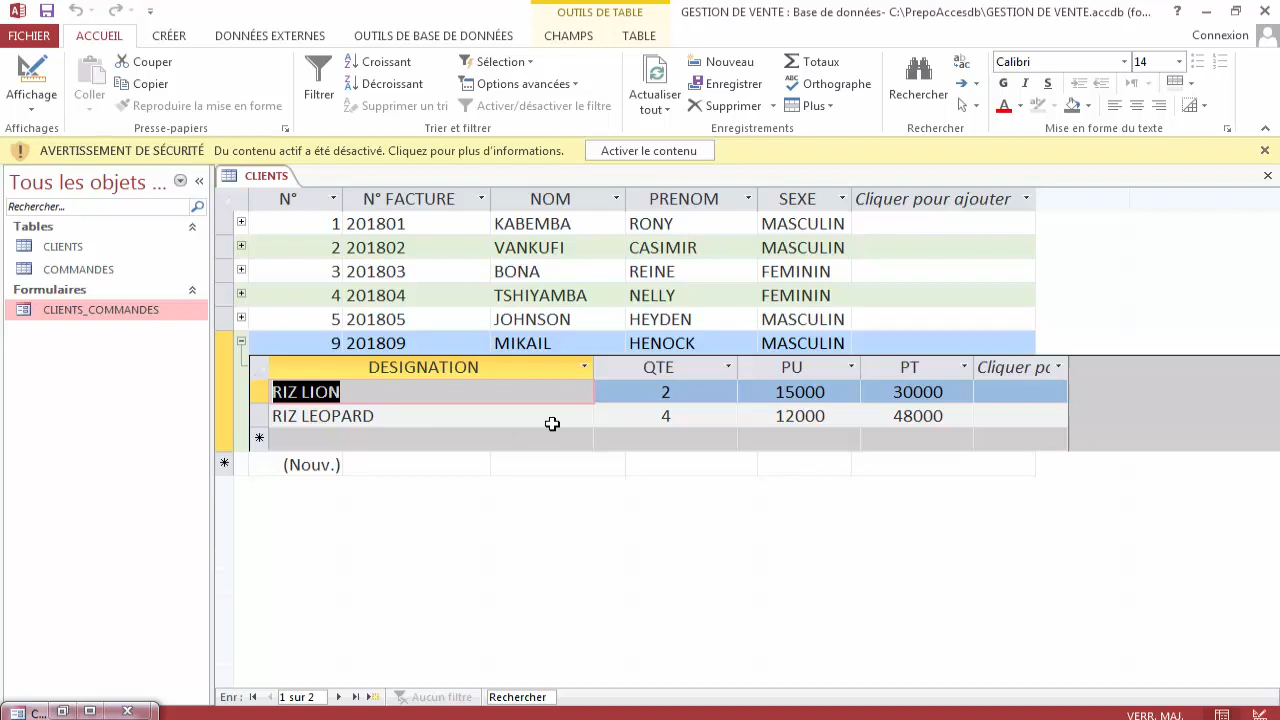 OUTILS DE TABLE
GESTION DE VENTE : Base de données- C:\PrepoAccesdb\GESTION DE VENTE.accdb (fo...
FICHIER ACCUEIL CRÉER DONNÉES EXTERNES OUTILS DE BASE DE DONNÉES CHAMPS TABLE Connexion
Affichage
Affichages
Coller
Couper
Copier
Reproduire la mise en forme
Presse-papiers
Filtrer
Croissant
Décroissant
Supprimer un tri
Sélection
Options avancées
Activer/désactiver le filtre
Trier et filtrer
Actualiser
tout
Nouveau
Enregistrer
Supprimer
Totaux
Orthographe
Plus
Enregistrements
Rechercher
Rechercher
Calibri 14
G I S
Mise en forme du texte
AVERTISSEMENT DE SÉCURITÉ Du contenu actif a été désactivé. Cliquez pour plus d'informations. Activer le contenu
Tous les objets ...
Rechercher...
Tables
CLIENTS
COMMANDES
Formulaires
CLIENTS_COMMANDES
CLIENTS
N° N° FACTURE NOM PRENOM SEXE Cliquer pour ajouter
1 201801 KABEMBA RONY MASCULIN
2 201802 VANKUFI CASIMIR MASCULIN
3 201803 BONA REINE FEMININ
4 201804 TSHIYAMBA NELLY FEMININ
5 201805 JOHNSON HEYDEN MASCULIN
9 201809 MIKAIL HENOCK MASCULIN
DESIGNATION QTE PU PT Cliquer pc
RIZ LION 2 15000 30000
RIZ LEOPARD 4 12000 48000
(Nouv.)
Enr : 1 sur 2 Aucun filtre Rechercher
C... VERR. MAJ.